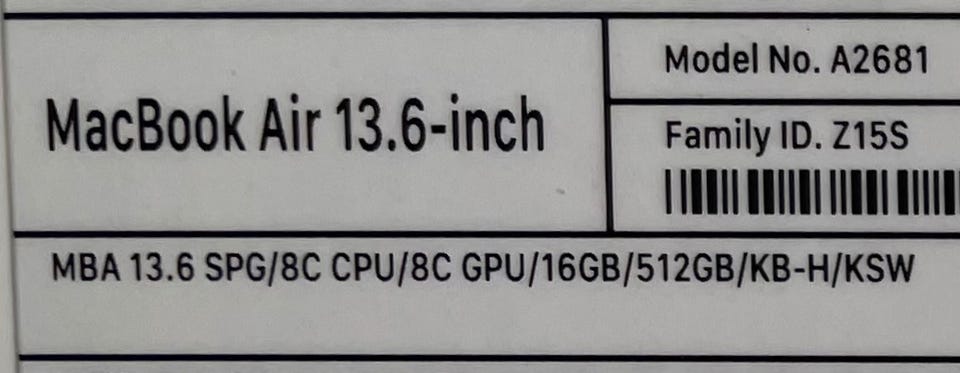 MacBook Air 13.6-inch
Model No. A2681
Family ID. Z15S
MBA 13.6 SPG/8C CPU/8C GPU/16GB/512GB/KB-H/KSW